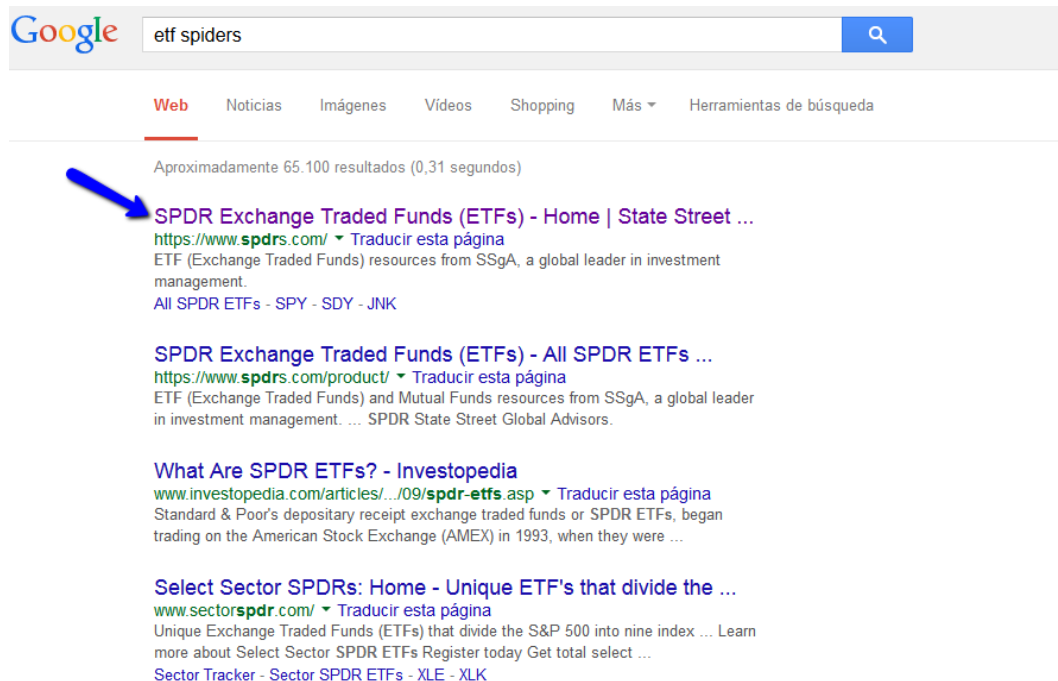 Google etf spiders
Web Noticias Imágenes Vídeos Shopping Más Herramientas de búsqueda
Aproximadamente 65.100 resultados (0,31 segundos)
SPDR Exchange Traded Funds (ETFs) - Home | State Street ...
https://www.spdrs.com/ Traducir esta página
ETF (Exchange Traded Funds) resources from SSgA, a global leader in investment
management.
All SPDR ETFs - SPY - SDY - JNK
SPDR Exchange Traded Funds (ETFs) - All SPDR ETFs ...
https://www.spdrs.com/product/ Traducir esta página
ETF (Exchange Traded Funds) and Mutual Funds resources from SSgA, a global leader
in investment management. ... SPDR State Street Global Advisors.
What Are SPDR ETFs? - Investopedia
www.investopedia.com/articles/.../09/spdr-etfs.asp Traducir esta página
Standard & Poor's depositary receipt exchange traded funds or SPDR ETFs, began
trading on the American Stock Exchange (AMEX) in 1993, when they were ...
Select Sector SPDRs: Home - Unique ETF's that divide the ...
www.sectorspdr.com/ Traducir esta página
Unique Exchange Traded Funds (ETFs) that divide the S&P 500 into nine index ... Learn
more about Select Sector SPDR ETFs Register today Get total select ...
Sector Tracker - Sector SPDR ETFs - XLE - XLK